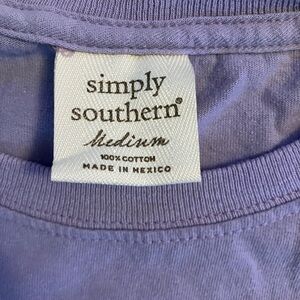 simply
southern®
Medium
100% COTTON
MADE IN MEXICO